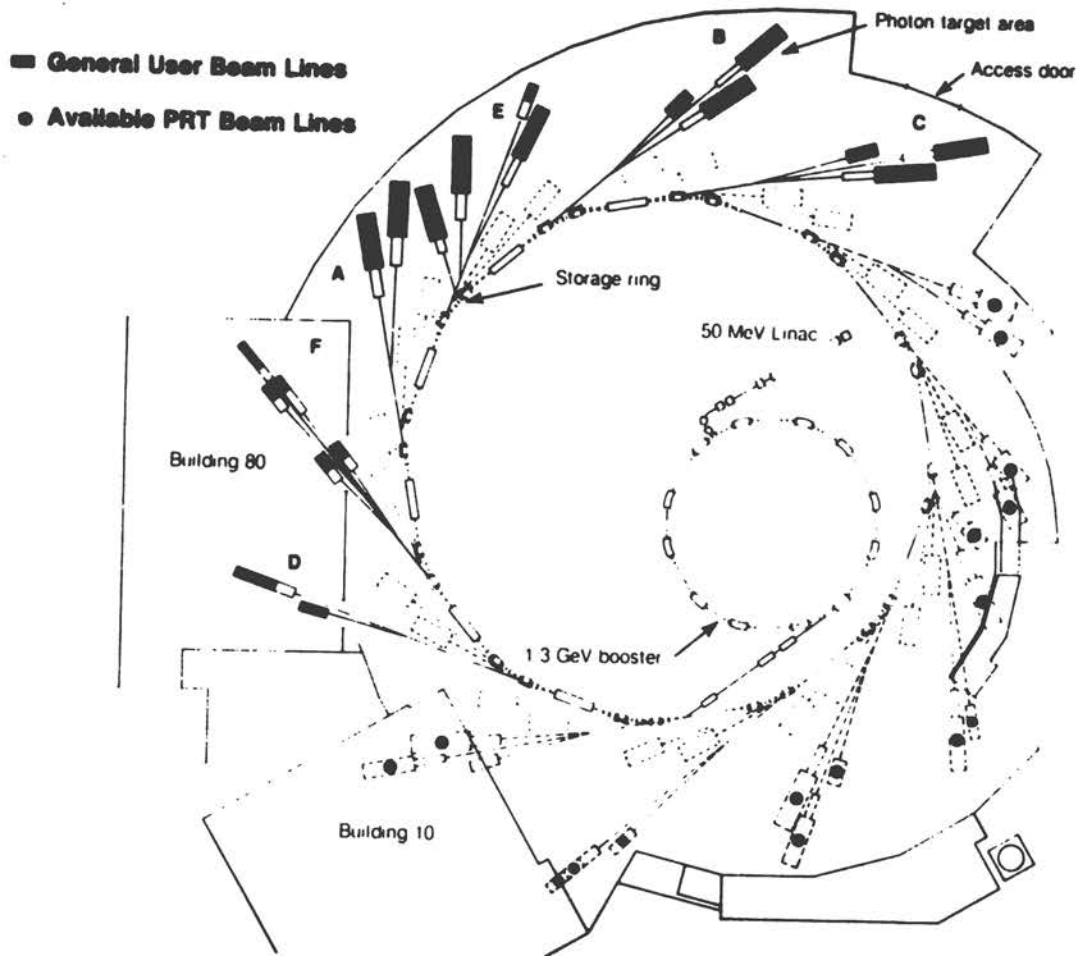 General User Beam Lines
Available PRT Beam Lines
B
Photon target area
Access door
E
C
A
Storage ring
F
50 MeV Linac
Building 80
D
1 3 GeV booster
Building 10